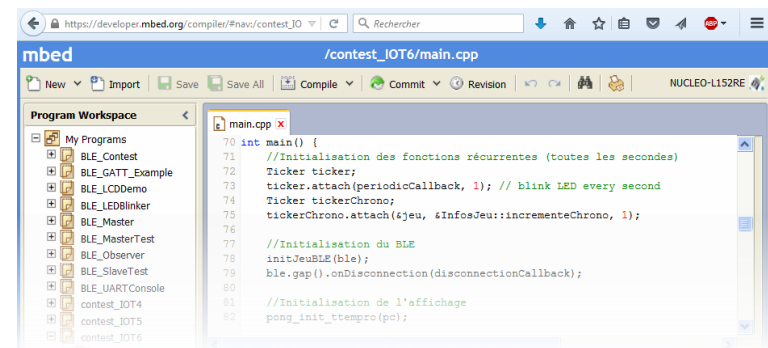 https://developer.mbed.org/compiler/#nav:/contest_IO
Rechercher
ABP
mbed
/contest_IOT6/main.cpp
New Import Save Save All Compile Commit Revision NUCLEO-L152RE
Program Workspace
main.cpp
My Programs
BLE_Contest
BLE_GATT_Example
BLE_LCDDemo
BLE_LEDBlinker
BLE_Master
BLE_MasterTest
BLE_Observer
BLE_SlaveTest
BLE_UARTConsole
contest_IOT4
contest_IOT5
contest_IOT6
70 int main() {
71 //Initialisation des fonctions récurrentes (toutes les secondes)
72 Ticker ticker;
73 ticker.attach(periodicCallback, 1); // blink LED every second
74 Ticker tickerChrono;
75 tickerChrono.attach(&jeu, &InfosJeu::incrementeChrono, 1);
76
77 //Initialisation du BLE
78 initJeuBLE(ble);
79 ble.gap().onDisconnection(disconnectionCallback);
80
81 //Initialisation de l'affichage
82 pong_init_ttempro(pc);